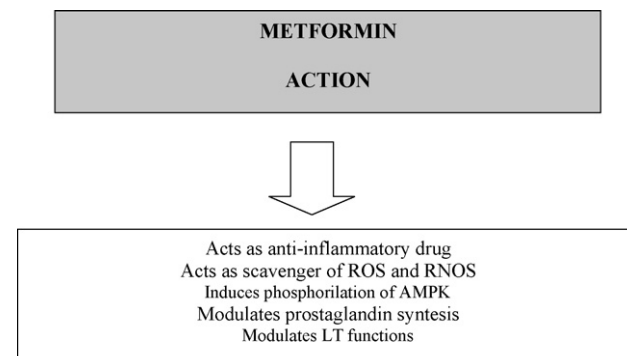 METFORMIN
ACTION
Acts as anti-inflammatory drug
Acts as scavenger of ROS and RNOS
Induces phosphorilation of AMPK
Modulates prostaglandin syntesis
Modulates LT functions